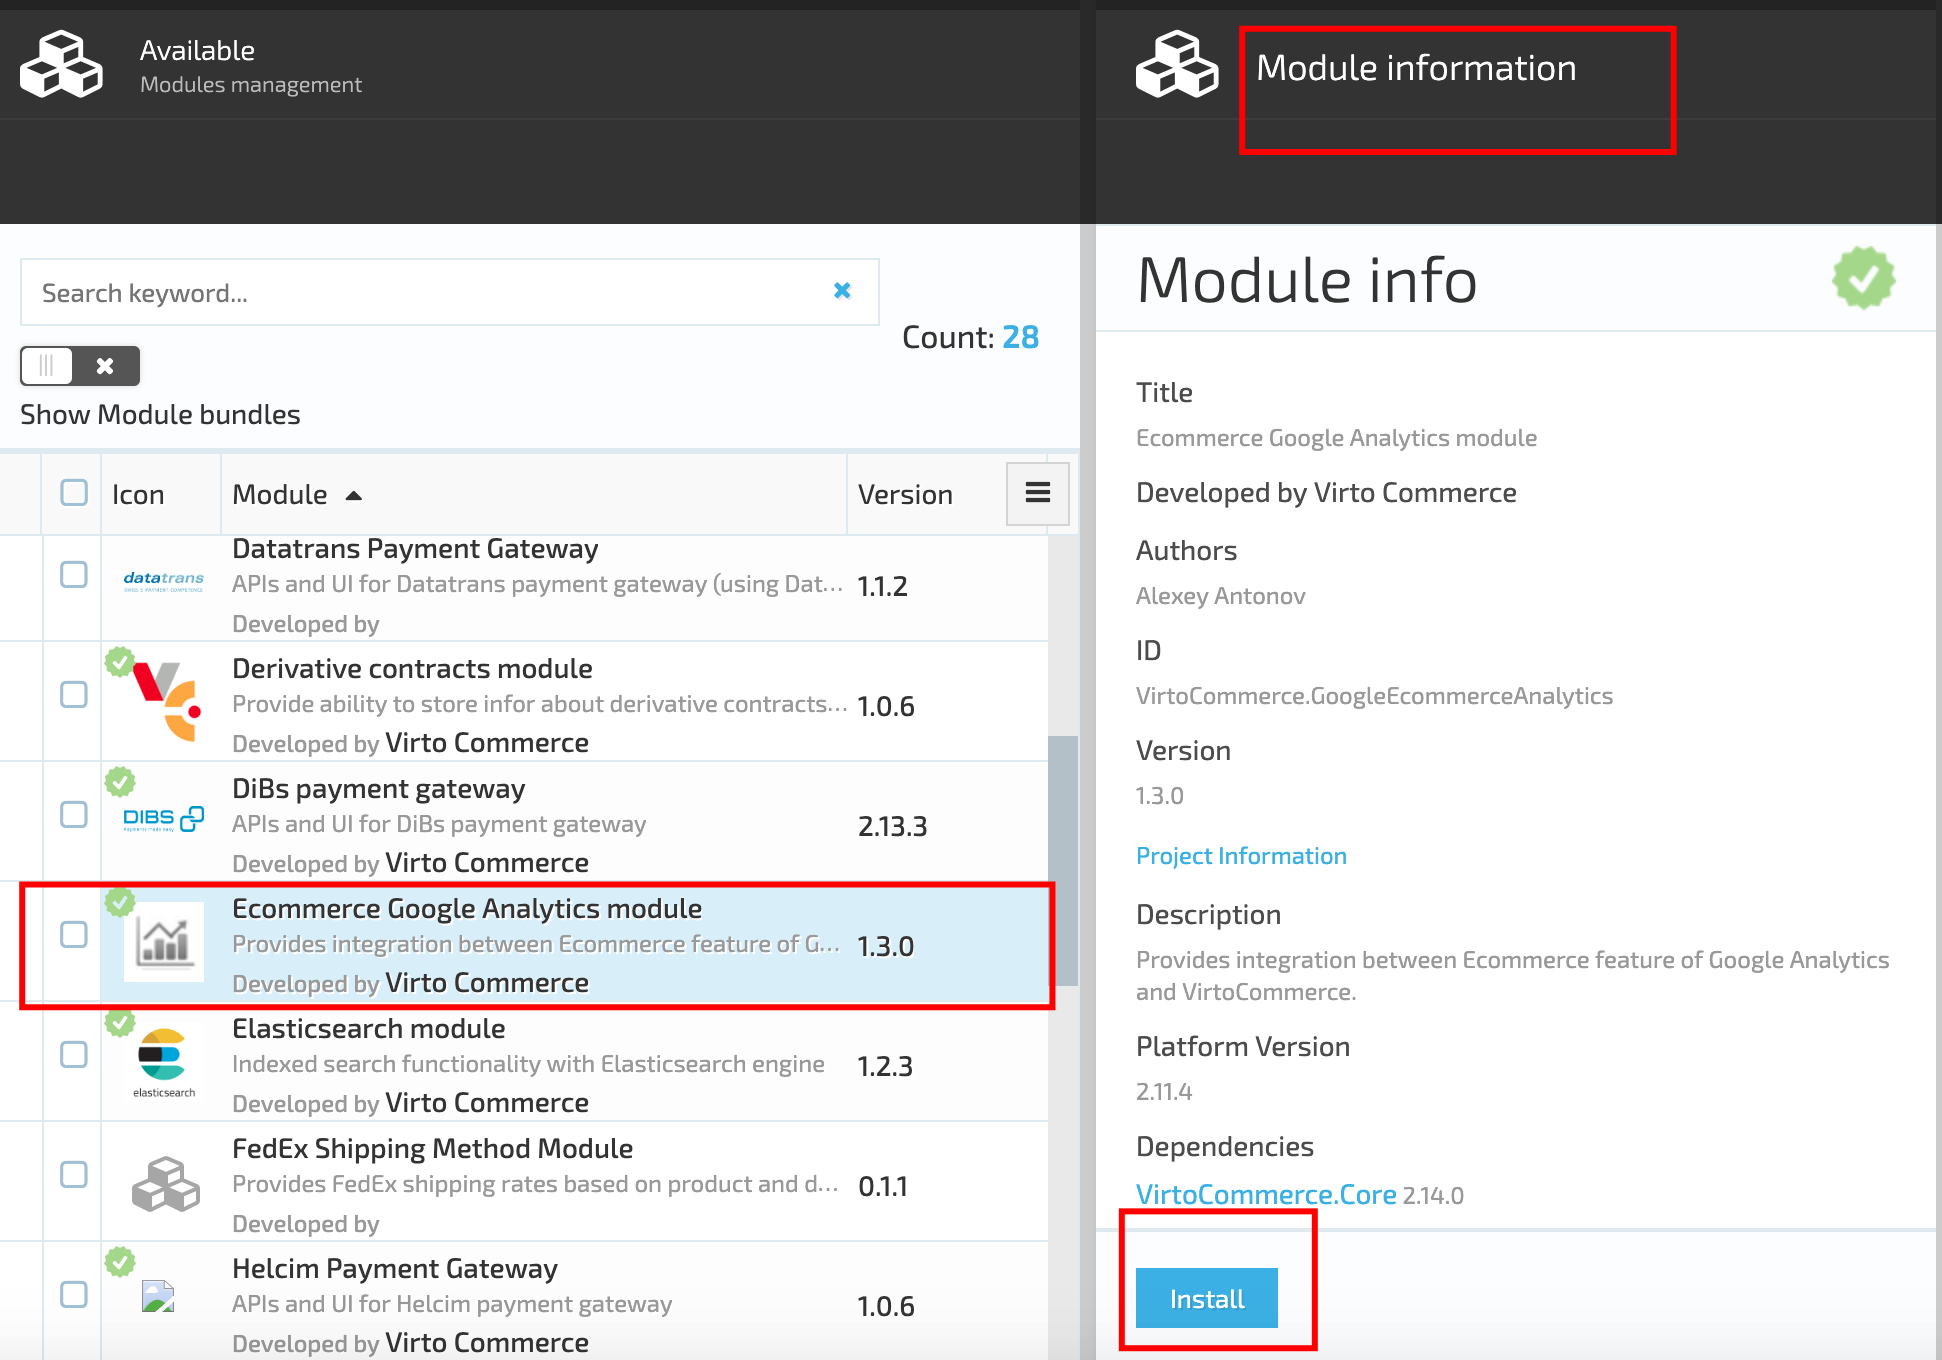 Available
Modules management
Search keyword...
Count: 28
Show Module bundles
Icon
Module
Version
Datatrans Payment Gateway
APIs and UI for Datatrans payment gateway (using Dat...
Developed by
datatrans
1.1.2
Derivative contracts module
Provide ability to store infor about derivative contracts...
Developed by Virto Commerce
1.0.6
DiBs payment gateway
APIs and UI for DiBs payment gateway
Developed by Virto Commerce
DIBS
Payments made easy
2.13.3
Ecommerce Google Analytics module
Provides integration between Ecommerce feature of G...
Developed by Virto Commerce
1.3.0
Elasticsearch module
Indexed search functionality with Elasticsearch engine
Developed by Virto Commerce
elasticsearch
1.2.3
FedEx Shipping Method Module
Provides FedEx shipping rates based on product and d...
Developed by
0.1.1
Helcim Payment Gateway
APIs and UI for Helcim payment gateway
Developed by Virto Commerce
1.0.6
Module information
Module info
Title
Ecommerce Google Analytics module
Developed by Virto Commerce
Authors
Alexey Antonov
ID
VirtoCommerce.GoogleEcommerceAnalytics
Version
1.3.0
Project Information
Description
Provides integration between Ecommerce feature of Google Analytics
and VirtoCommerce.
Platform Version
2.11.4
Dependencies
VirtoCommerce.Core 2.14.0
Install